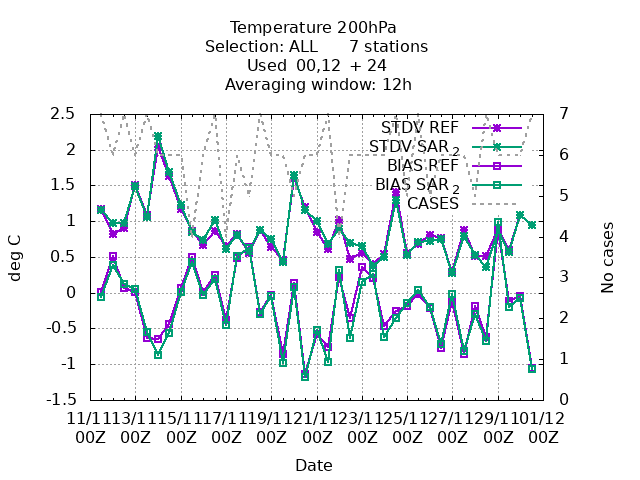 Temperature 200hPa
Selection: ALL 7 stations
Used 00,12 + 24
Averaging window: 12h
2.5
2
1.5
1
0.5
0
-0.5
-1
-1.5
deg C
7
6
5
4
3
2
1
0
No cases
STDV REF
STDV SAR 2
BIAS REF
BIAS SAR 2
CASES
11/11 13/11 15/11 17/11 19/11 21/11 23/11 25/11 27/11 29/11 01/12
00Z 00Z 00Z 00Z 00Z 00Z 00Z 00Z 00Z 00Z 00Z
Date